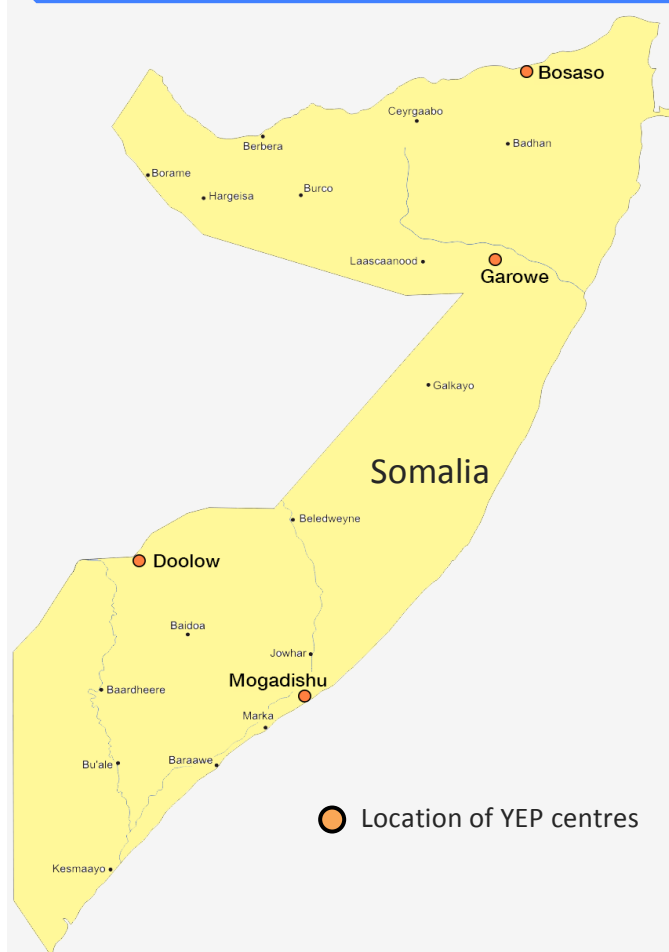 Bosaso
Ceyrgaabo
Berbera
Badhan
Borame
Burco
Hargeisa
Laascaanood
Garowe
Galkayo
Somalia
Beledweyne
Doolow
Baidoa
Jowhar
Mogadishu
Baardheere
Marka
Baraawe
Bu'ale
Location of YEP centres
Kesmaayo